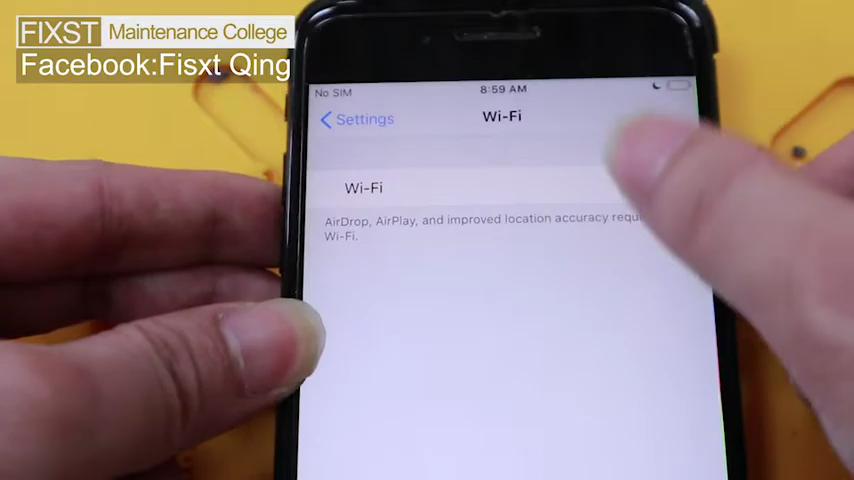 FIXST Maintenance College
Facebook:Fisxt Qing
No SIM 8:59 AM
Settings Wi-Fi
Wi-Fi
AirDrop, AirPlay, and improved location accuracy
Wi-Fi.